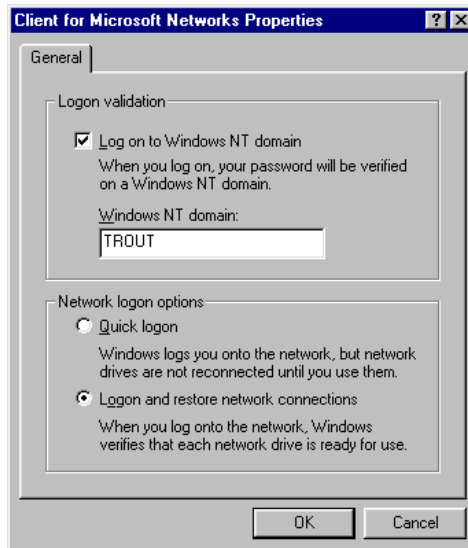 Client for Microsoft Networks Properties
General
Logon validation
Log on to Windows NT domain
When you log on, your password will be verified
on a Windows NT domain.
Windows NT domain:
TROUT
Network logon options
Quick logon
Windows logs you onto the network, but network
drives are not reconnected until you use them.
Logon and restore network connections
When you log onto the network, Windows
verifies that each network drive is ready for use.
OK
Cancel